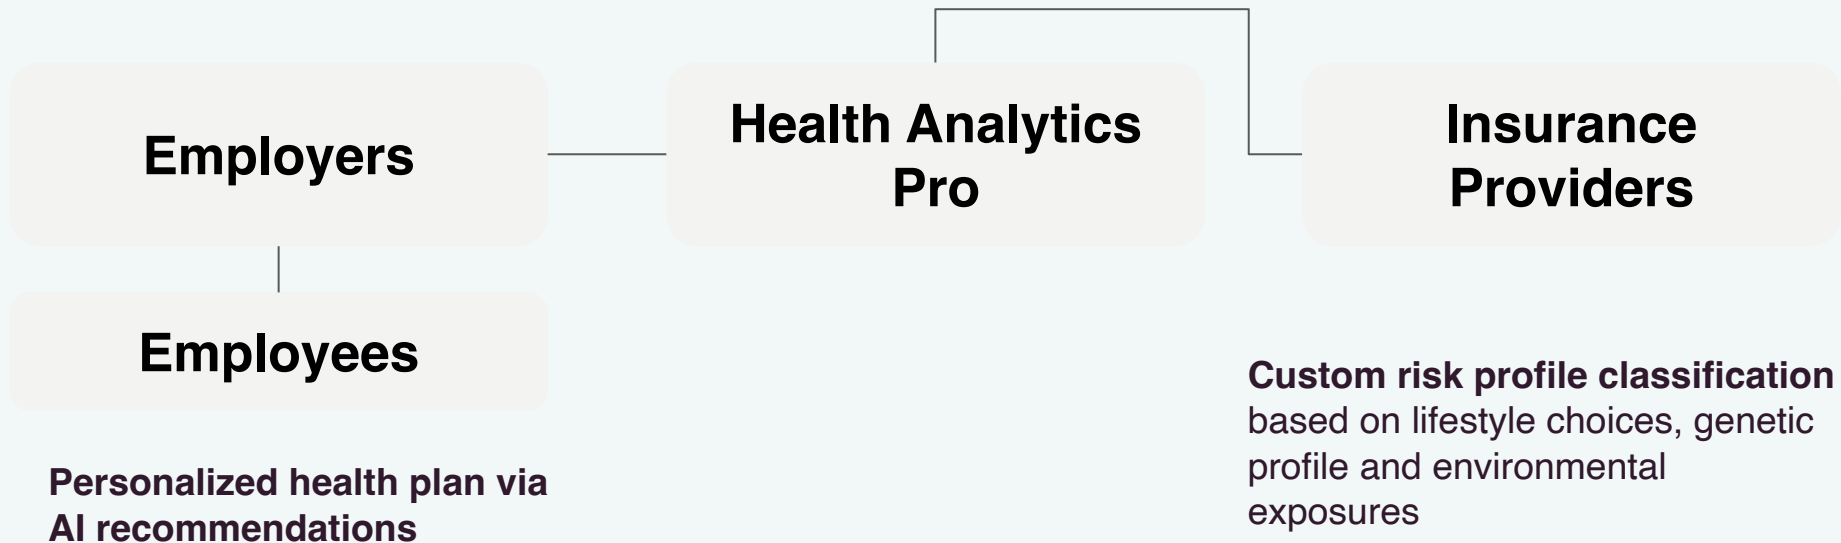 Employers
Health Analytics
Pro
Insurance
Providers
Employees
Personalized health plan via
AI recommendations
Custom risk profile classification
based on lifestyle choices, genetic
profile and environmental
exposures